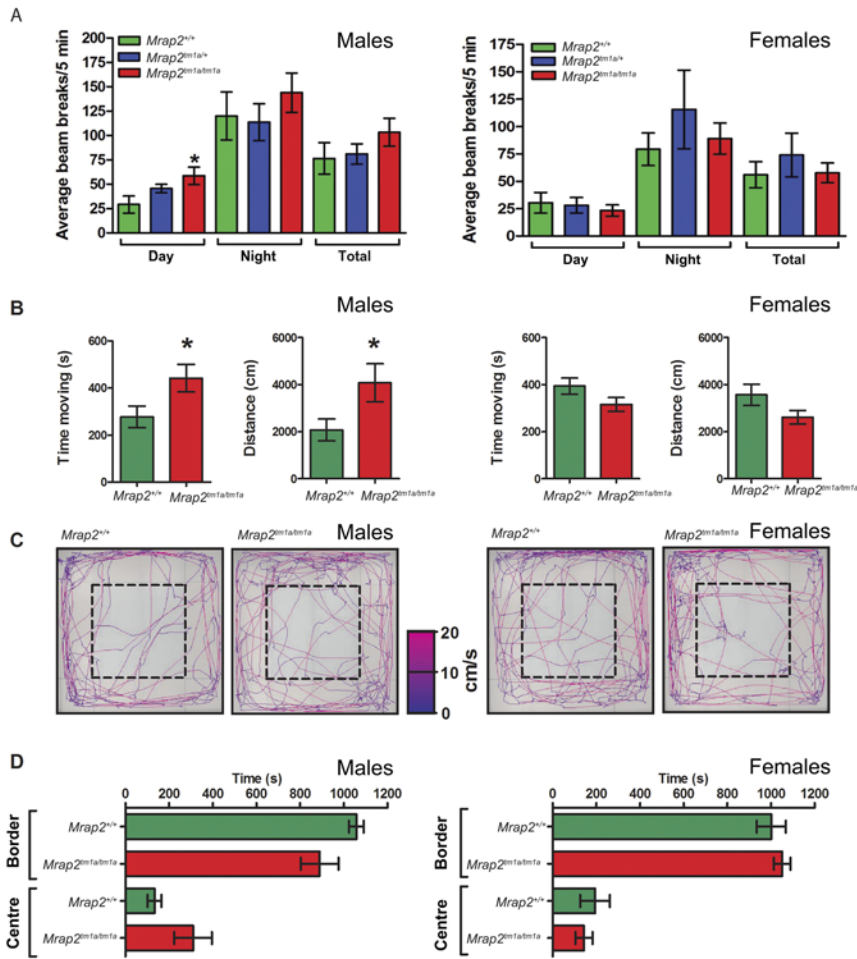 A
Males
Females
Mrap2+/+
Mrap2tm1a/+
Mrap2tm1a/tm1a
Average beam breaks/5 min
200
175
150
125
100
75
50
25
0
*
Day Night Total
Mrap2+/+
Mrap2tm1a/+
Mrap2tm1a/tm1a
Average beam breaks/5 min
175
150
125
100
75
50
25
0
Day Night Total
B
Males
Females
Time moving (s)
600
400
200
0
*
Mrap2+/+ Mrap2tm1a/tm1a
Distance (cm)
6000
4000
2000
0
*
Mrap2+/+ Mrap2tm1a/tm1a
Time moving (s)
600
400
200
0
Mrap2+/+ Mrap2tm1a/tm1a
Distance (cm)
6000
4000
2000
0
Mrap2+/+ Mrap2tm1a/tm1a
C
Mrap2+/+ Mrap2tm1a/tm1a Males
Mrap2+/+ Mrap2tm1a/tm1a Females
20
10
0
cm/s
D
Time (s) Males
0 200 400 600 800 1000 1200
Border
Mrap2+/+
Mrap2tm1a/tm1a
Centre
Mrap2+/+
Mrap2tm1a/tm1a
Time (s) Females
0 200 400 600 800 1000 1200
Border
Mrap2+/+
Mrap2tm1a/tm1a
Centre
Mrap2+/+
Mrap2tm1a/tm1a